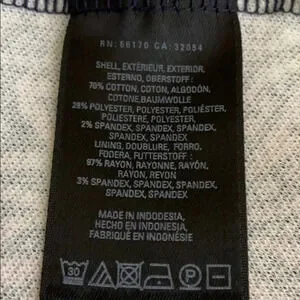 RN: 66170 CA: 32084
SHELL, EXTÉRIEUR, EXTERIOR,
ESTERNO, OBERSTOFF:
70% COTTON, COTON, ALGODÓN,
COTONE,BAUMWOLLE
28% POLYESTER, POLYESTER, POLIÉSTER,
POLIESTERE, POLYESTER,
2% SPANDEX, SPANDEX, SPANDEX,
SPANDEX, SPANDEX
LINING, DOUBLURE, FORRO,
FODERA, FUTTERSTOFF:
97% RAYON, RAYONNE, RAYÓN,
RAYON, REYON
3% SPANDEX, SPANDEX, SPANDEX,
SPANDEX, SPANDEX
MADE IN INDODESIA,
HECHO EN INDONESIA,
FABRIQUÉ EN INDONÉSIE
30 P